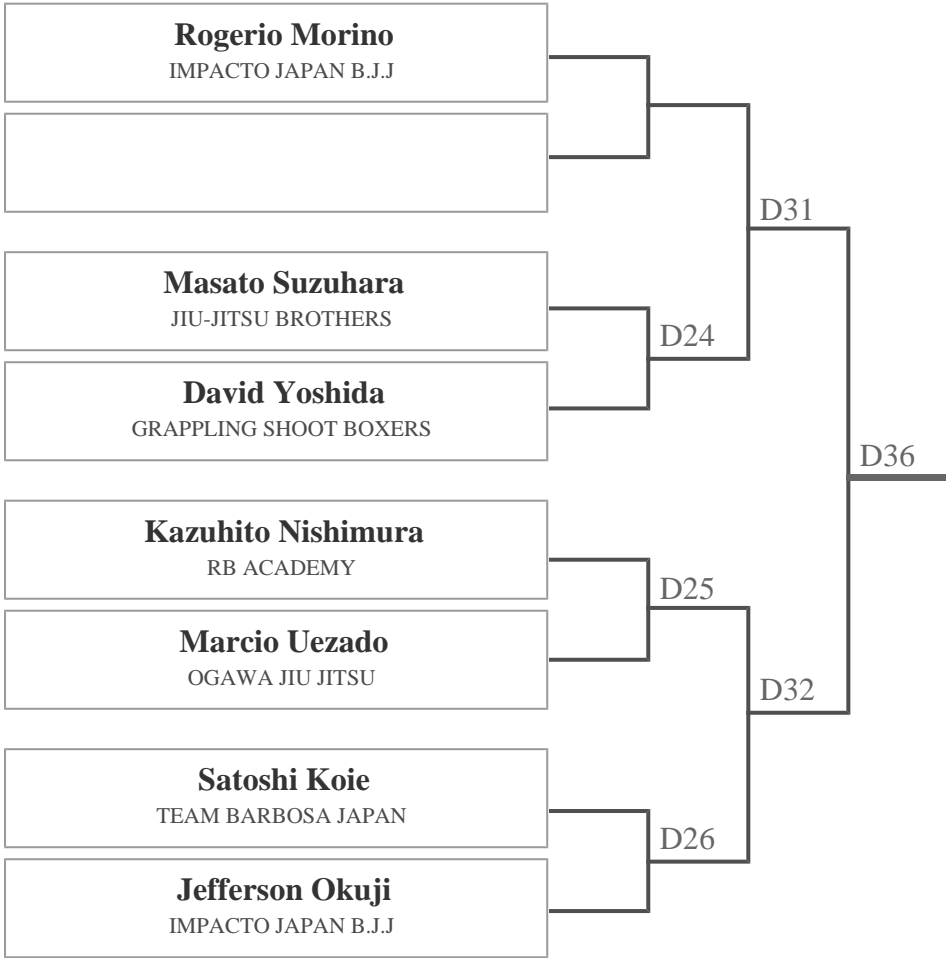 Rogerio Morino
IMPACTO JAPAN B.J.J
D31
Masato Suzuhara
JIU-JITSU BROTHERS
D24
David Yoshida
GRAPPLING SHOOT BOXERS
D36
Kazuhito Nishimura
RB ACADEMY
D25
Marcio Uezado
OGAWA JIU JITSU
D32
Satoshi Koie
TEAM BARBOSA JAPAN
D26
Jefferson Okuji
IMPACTO JAPAN B.J.J